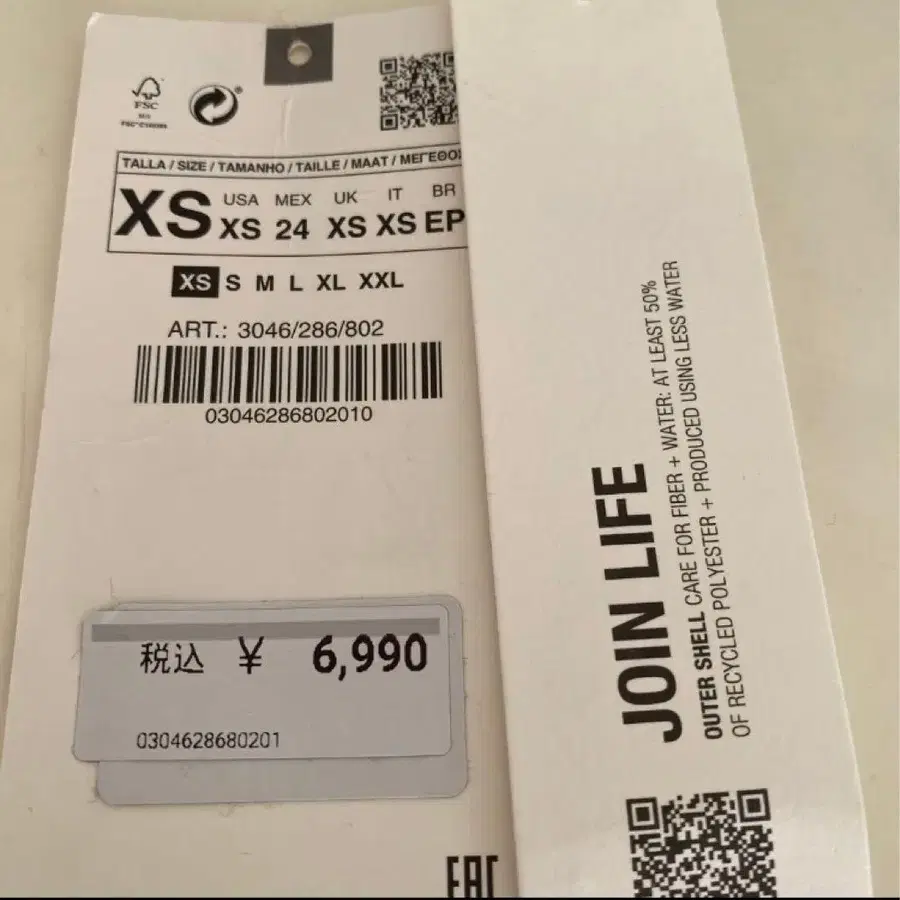 FSC
TALLA / SIZE / TAMANHO / TAILLE / MAAT / ΜΕΓΕΘΟΣ
XS
USA MEX UK IT BR
XS 24 XS XS EP
XS S M L XL XXL
ART.: 3046/286/802
03046286802010
税込 ¥ 6,990
0304628680201
EAC
JOIN LIFE
OUTER SHELL CARE FOR FIBER + WATER: AT LEAST 50%
OF RECYCLED POLYESTER + PRODUCED USING LESS WATER